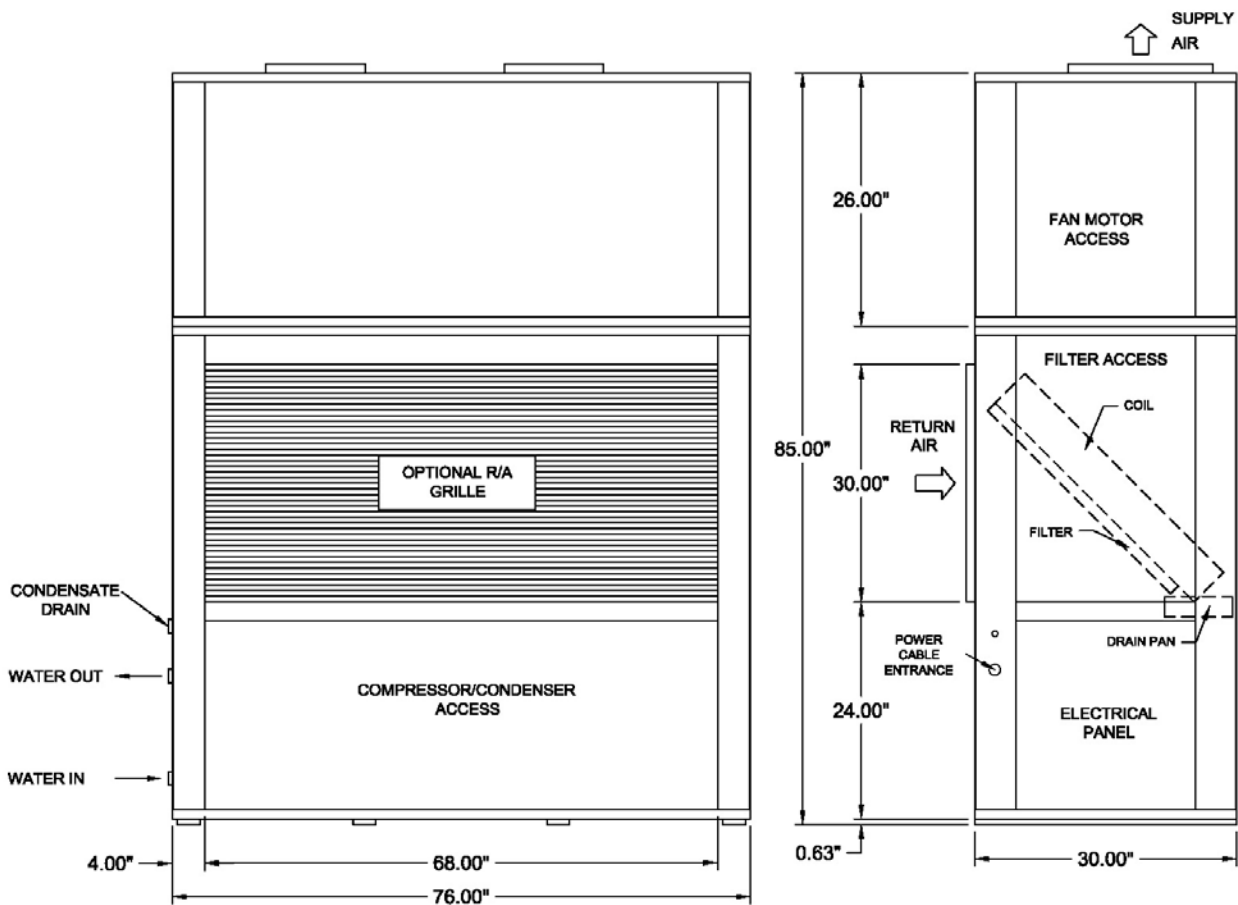 SUPPLY
AIR
26.00"
FAN MOTOR
ACCESS
FILTER ACCESS
COIL
RETURN
AIR
85.00"
OPTIONAL R/A
GRILLE
30.00"
FILTER
CONDENSATE
DRAIN
DRAIN PAN
POWER
CABLE
ENTRANCE
WATER OUT
COMPRESSOR/CONDENSER
ACCESS
24.00"
ELECTRICAL
PANEL
WATER IN
4.00"
68.00"
0.63"
30.00"
76.00"